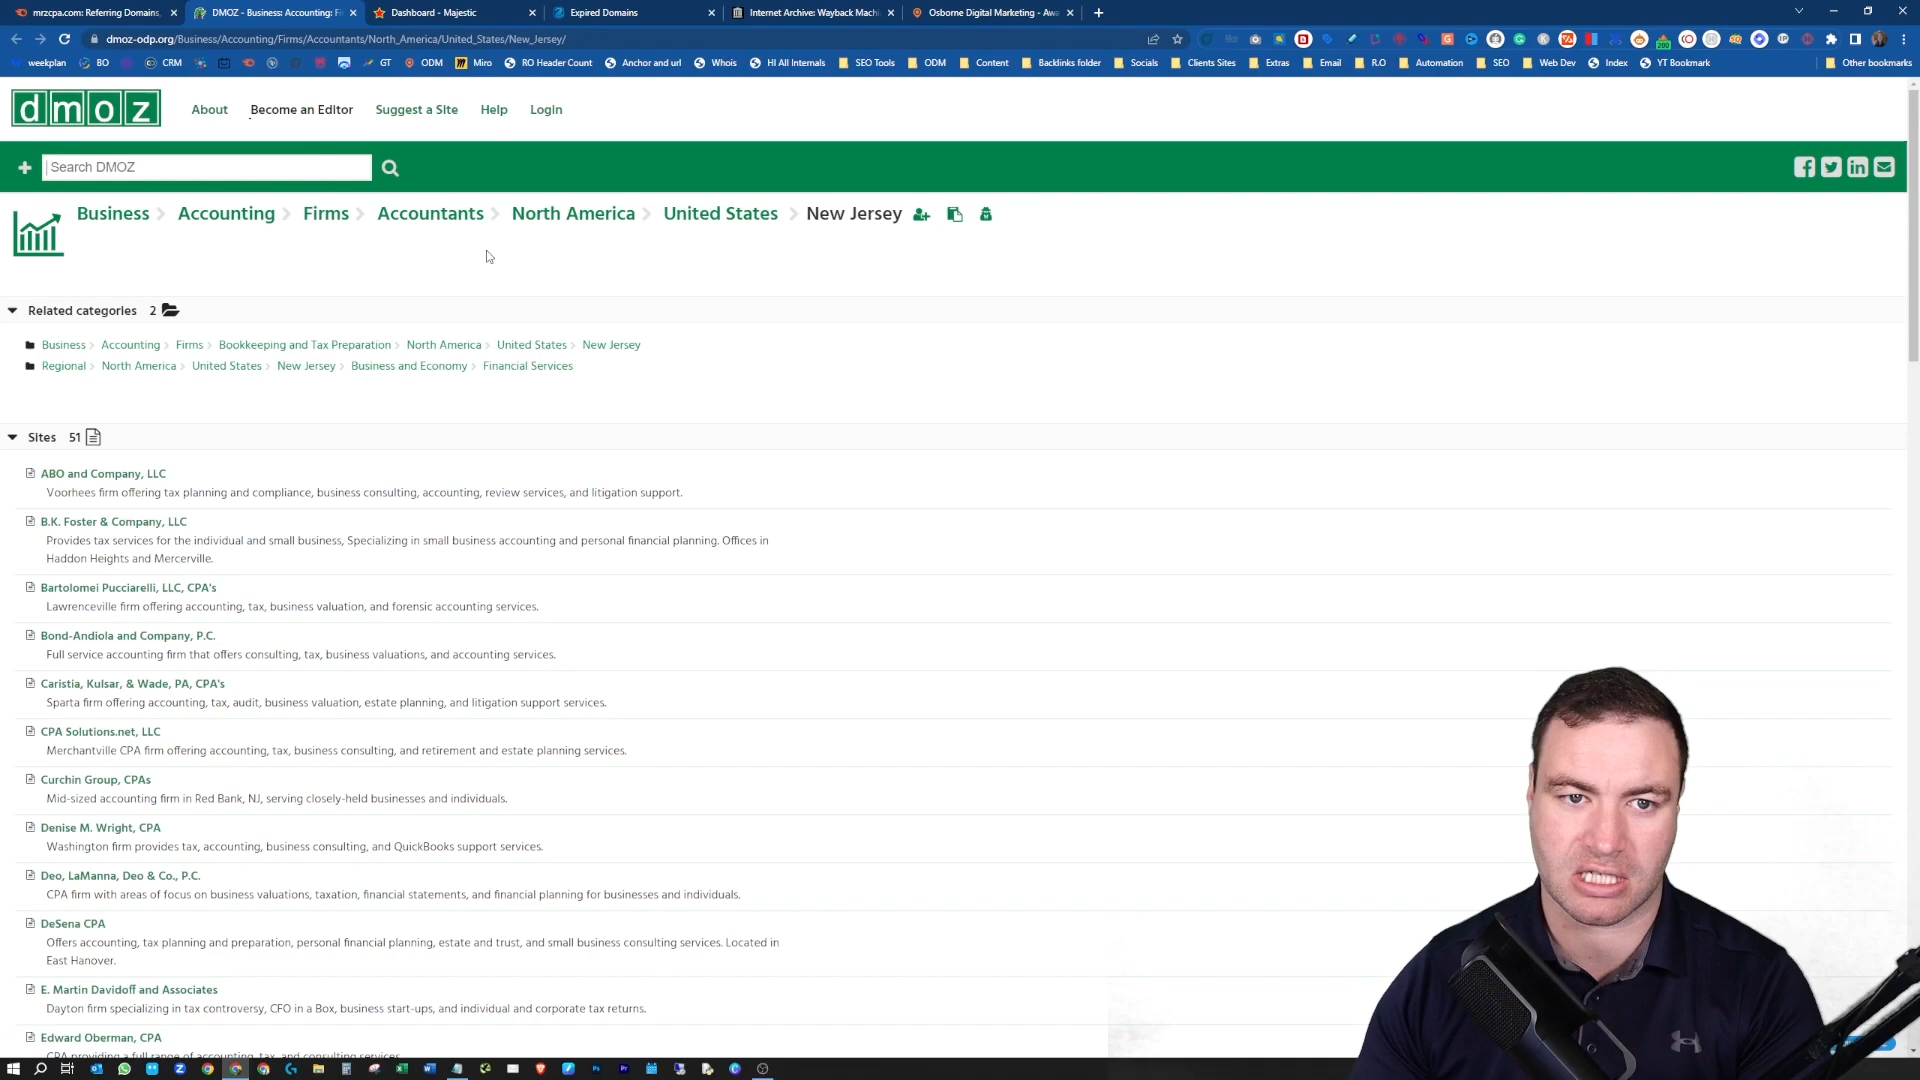 mrzcpa.com: Referring Domains,
DMOZ - Business: Accounting: Fi
Dashboard - Majestic
Expired Domains
Internet Archive: Wayback Machi
Osborne Digital Marketing - Awa
dmoz-odp.org/Business/Accounting/Firms/Accountants/North_America/United_States/New_Jersey/
weekplan
BO
CRM
GT
ODM
Miro
RO Header Count
Anchor and url
Whois
HI All Internals
SEO Tools
ODM
Content
Backlinks folder
Socials
Clients Sites
Extras
Email
R.O
Automation
SEO
Web Dev
Index
YT Bookmark
Other bookmarks
dmoz
About
Become an Editor
Suggest a Site
Help
Login
Search DMOZ
Business
Accounting
Firms
Accountants
North America
United States
New Jersey
Related categories 2
Business
Accounting
Firms
Bookkeeping and Tax Preparation
North America
United States
New Jersey
Regional
North America
United States
New Jersey
Business and Economy
Financial Services
Sites 51
ABO and Company, LLC
Voorhees firm offering tax planning and compliance, business consulting, accounting, review services, and litigation support.
B.K. Foster & Company, LLC
Provides tax services for the individual and small business, Specializing in small business accounting and personal financial planning. Offices in
Haddon Heights and Mercerville.
Bartolomei Pucciarelli, LLC, CPA's
Lawrenceville firm offering accounting, tax, business valuation, and forensic accounting services.
Bond-Andiola and Company, P.C.
Full service accounting firm that offers consulting, tax, business valuations, and accounting services.
Caristia, Kulsar, & Wade, PA, CPA's
Sparta firm offering accounting, tax, audit, business valuation, estate planning, and litigation support services.
CPA Solutions.net, LLC
Merchantville CPA firm offering accounting, tax, business consulting, and retirement and estate planning services.
Curchin Group, CPAs
Mid-sized accounting firm in Red Bank, NJ, serving closely-held businesses and individuals.
Denise M. Wright, CPA
Washington firm provides tax, accounting, business consulting, and QuickBooks support services.
Deo, LaManna, Deo & Co., P.C.
CPA firm with areas of focus on business valuations, taxation, financial statements, and financial planning for businesses and individuals.
DeSena CPA
Offers accounting, tax planning and preparation, personal financial planning, estate and trust, and small business consulting services. Located in
East Hanover.
E. Martin Davidoff and Associates
Dayton firm specializing in tax controversy, CFO in a Box, business start-ups, and individual and corporate tax returns.
Edward Oberman, CPA
CPA providing a full range of accounting, tax, and consulting services.